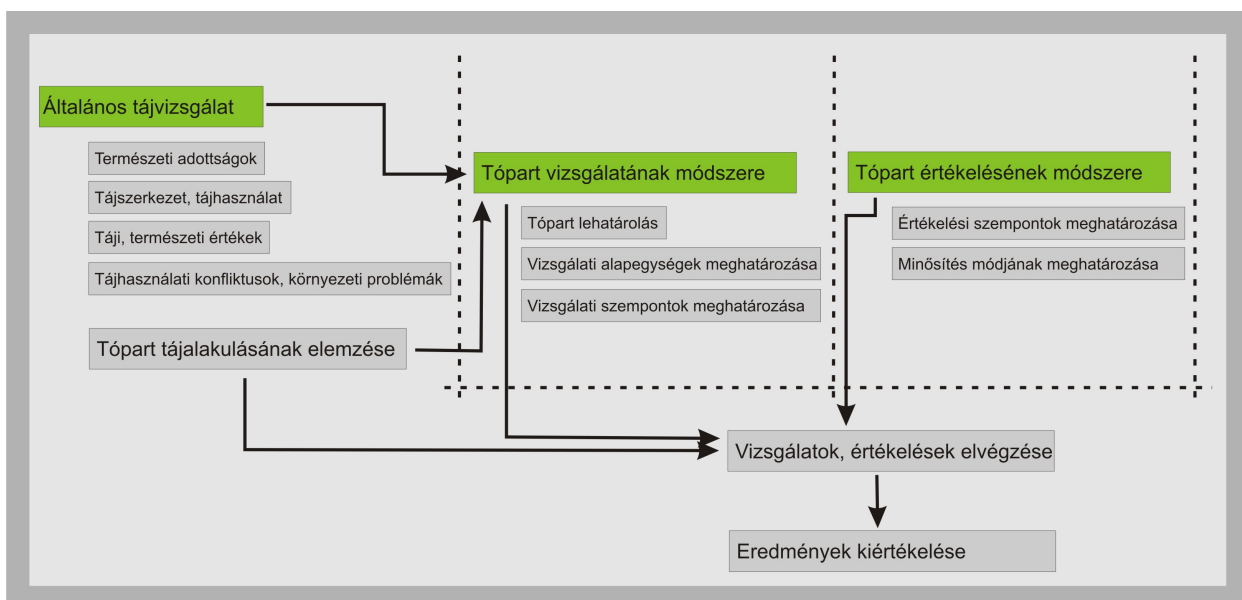 Általános tájvizsgálat
Természeti adottságok
Tájszerkezet, tájhasználat
Táji, természeti értékek
Tájhasználati konfliktusok, környezeti problémák
Tópart tájalakulásának elemzése
Tópart vizsgálatának módszere
Tópart lehatárolás
Vizsgálati alapegységek meghatározása
Vizsgálati szempontok meghatározása
Tópart értékelésének módszere
Értékelési szempontok meghatározása
Minősítés módjának meghatározása
Vizsgálatok, értékelések elvégzése
Eredmények kiértékelése